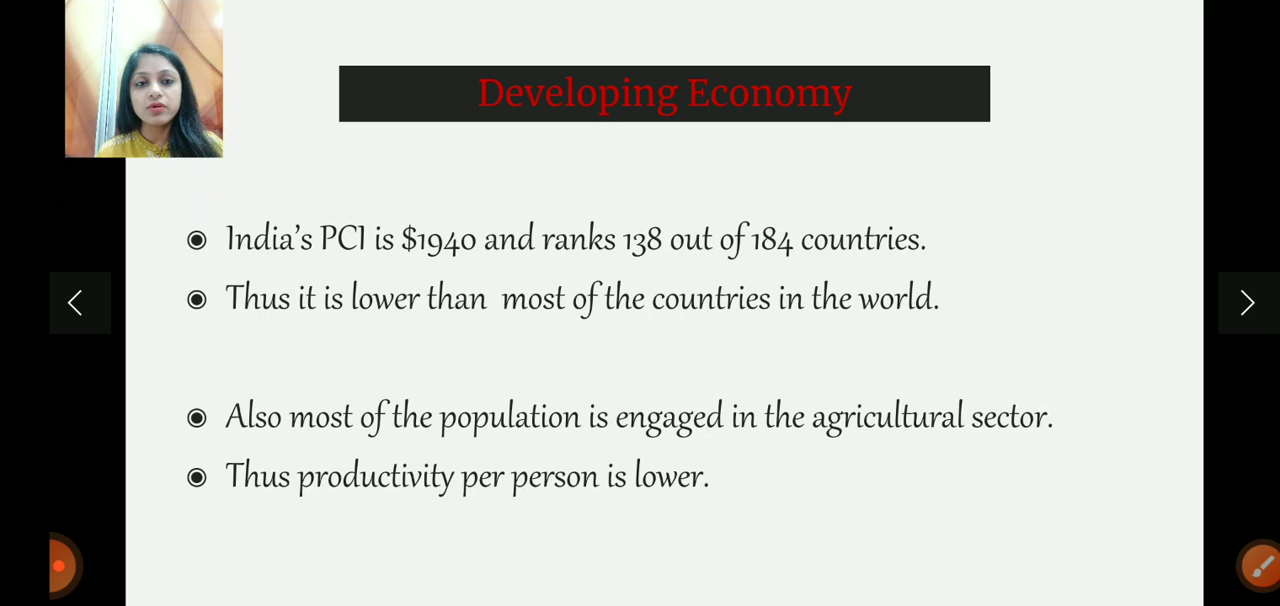 Developing Economy
India's PCI is $1940 and ranks 138 out of 184 countries.
Thus it is lower than most of the countries in the world.
Also most of the population is engaged in the agricultural sector.
Thus productivity per person is lower.